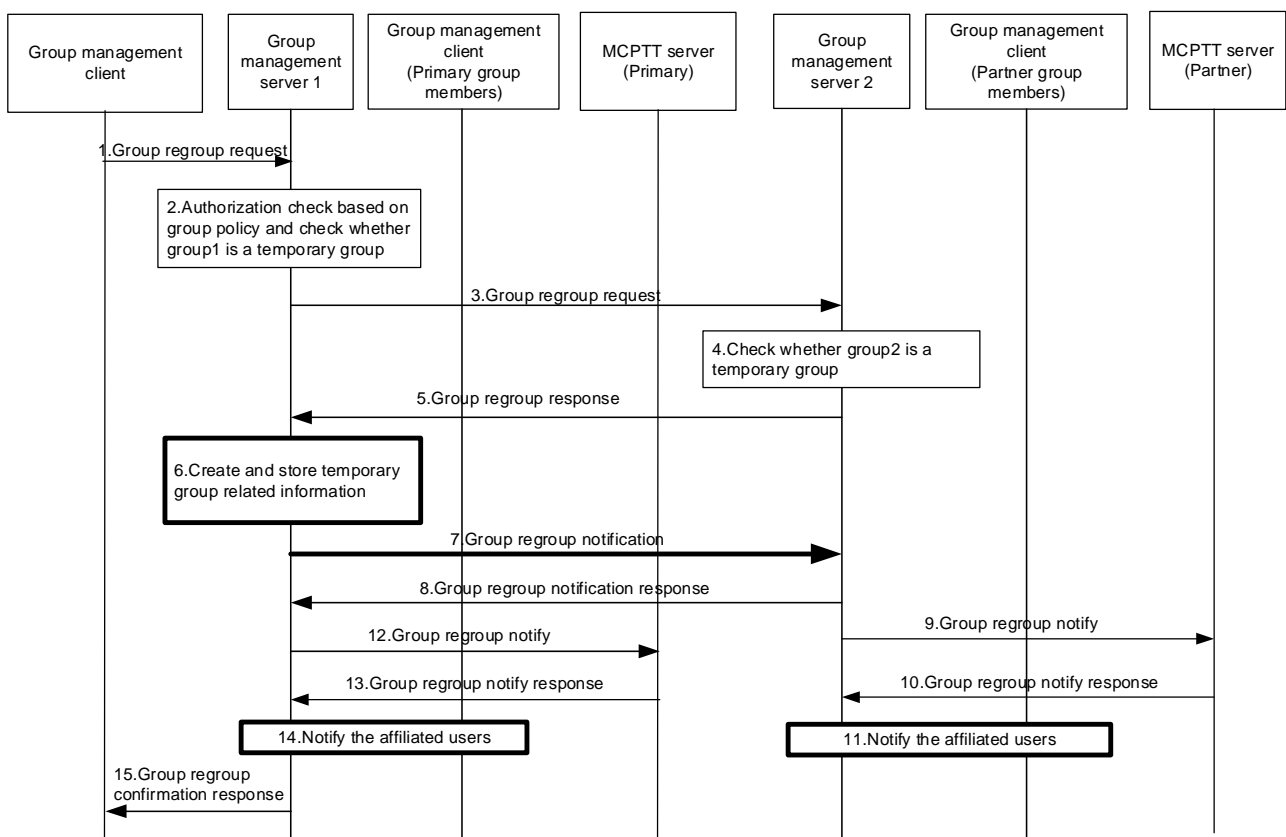 Group management
client
Group
management
server 1
Group management
client
(Primary group
members)
MCPTT server
(Primary)
Group
management
server 2
Group management
client
(Partner group
members)
MCPTT server
(Partner)
1.Group regroup request
2.Authorization check based on
group policy and check whether
group1 is a temporary group
3.Group regroup request
4.Check whether group2 is a
temporary group
5.Group regroup response
6.Create and store temporary
group related information
7.Group regroup notification
8.Group regroup notification response
9.Group regroup notify
12.Group regroup notify
13.Group regroup notify response
10.Group regroup notify response
14.Notify the affiliated users
11.Notify the affiliated users
15.Group regroup
confirmation response